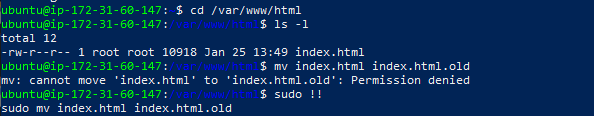 ubuntu@ip-172-31-60-147:~$ cd /var/www/html
ubuntu@ip-172-31-60-147:/var/www/html$ ls -l
total 12
-rw-r--r-- 1 root root 10918 Jan 25 13:49 index.html
ubuntu@ip-172-31-60-147:/var/www/html$ mv index.html index.html.old
mv: cannot move 'index.html' to 'index.html.old': Permission denied
ubuntu@ip-172-31-60-147:/var/www/html$ sudo !!
sudo mv index.html index.html.old